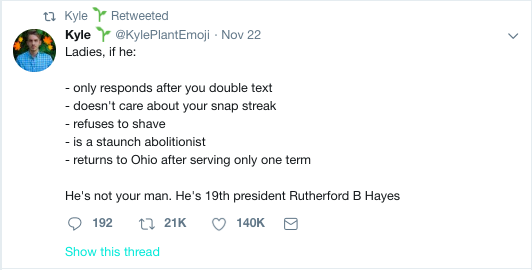 Kyle 🌱 Retweeted
Kyle 🌱 @KylePlantEmoji · Nov 22
Ladies, if he:
- only responds after you double text
- doesn't care about your snap streak
- refuses to shave
- is a staunch abolitionist
- returns to Ohio after serving only one term
He's not your man. He's 19th president Rutherford B Hayes
192 21K 140K
Show this thread